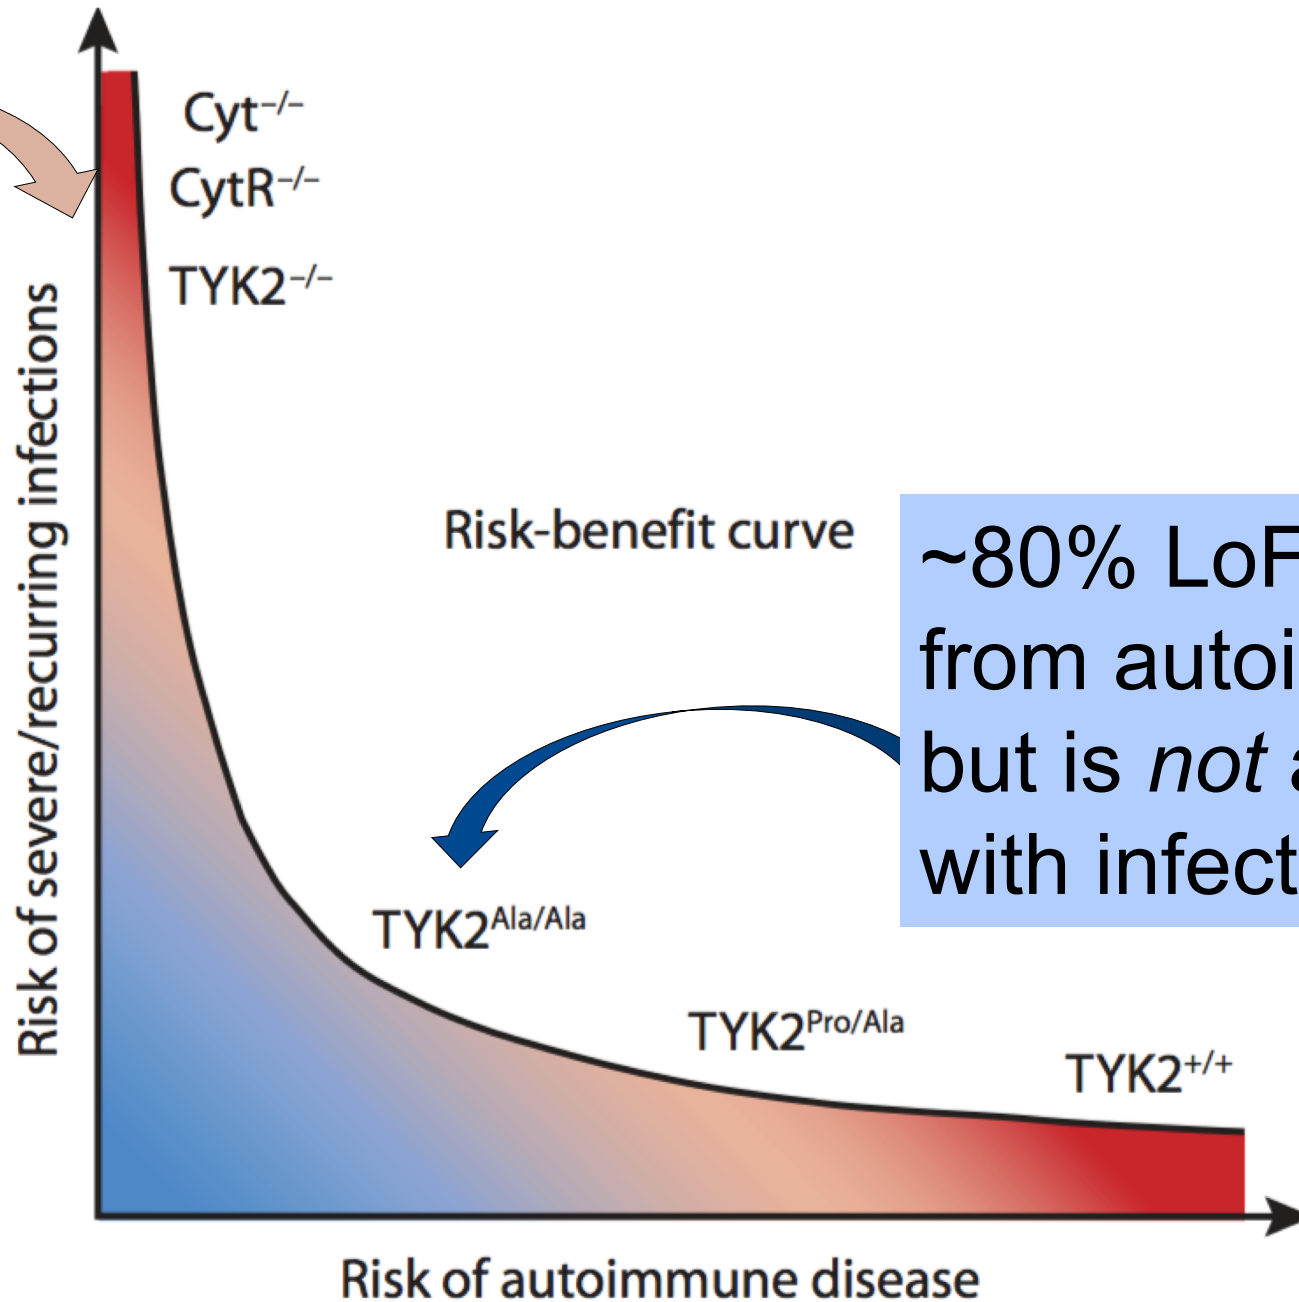 Cyt–/–
CytR–/–
TYK2–/–
Risk of severe/recurring infections
Risk-benefit curve
~80% LoF
from autoi
but is not
with infect
TYK2Ala/Ala
TYK2Pro/Ala
TYK2+/+
Risk of autoimmune disease